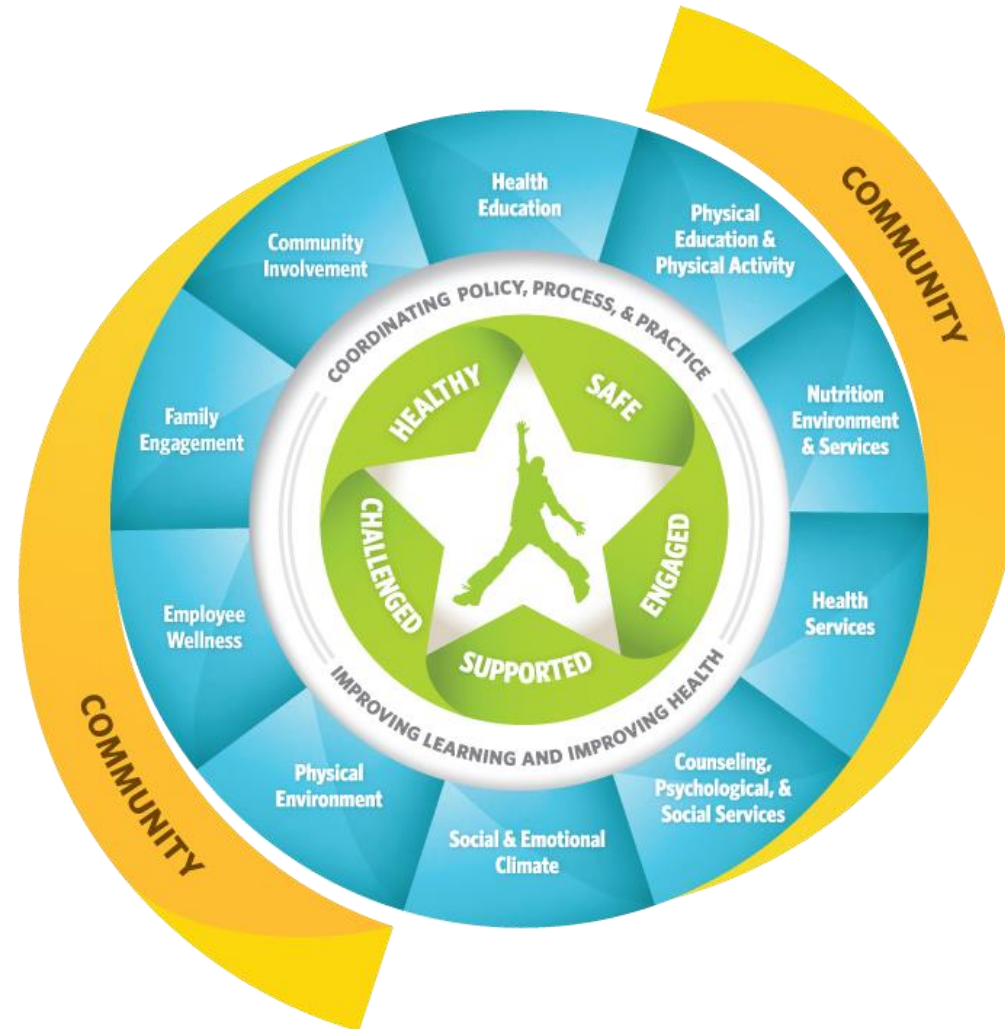 COMMUNITY
Health
Education
Physical
Education &
Physical Activity
Nutrition
Environment
& Services
Health
Services
Counseling,
Psychological, &
Social Services
Social & Emotional
Climate
Physical
Environment
Employee
Wellness
Family
Engagement
Community
Involvement
COORDINATING POLICY, PROCESS, & PRACTICE
IMPROVING LEARNING AND IMPROVING HEALTH
HEALTHY
SAFE
ENGAGED
SUPPORTED
CHALLENGED
COMMUNITY